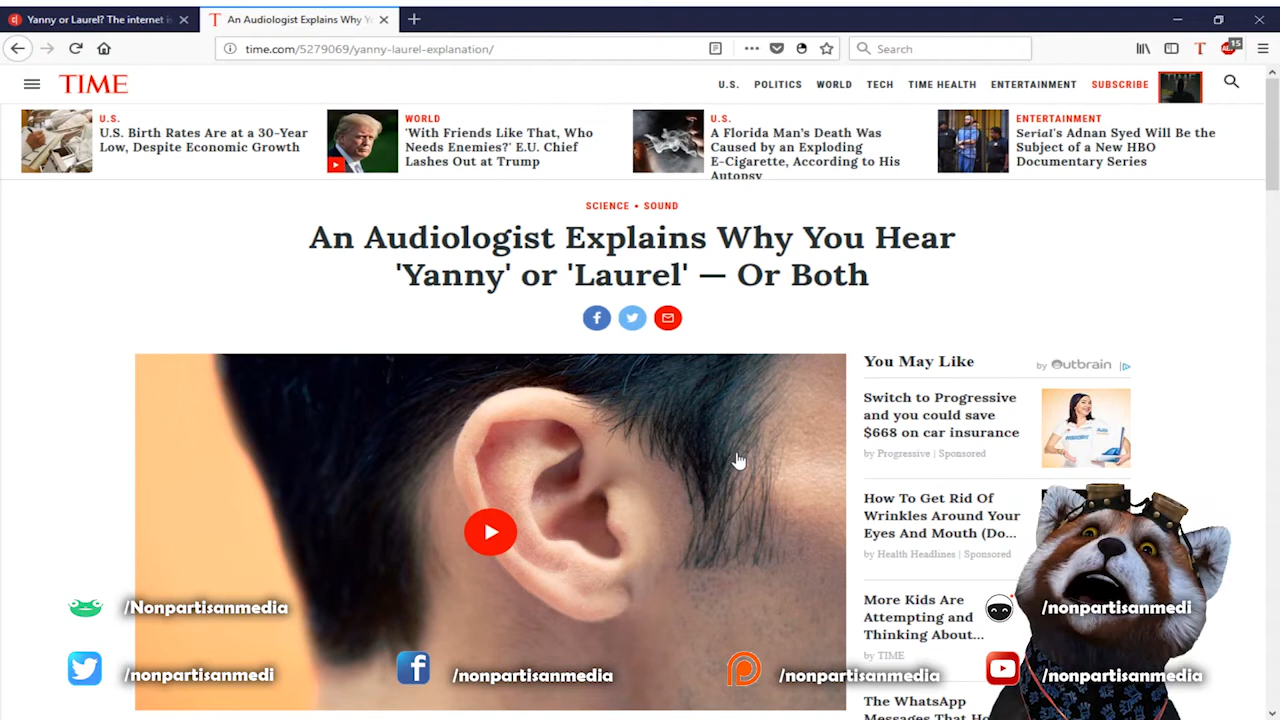 Yanny or Laurel? The internet is
An Audiologist Explains Why Y
time.com/5279069/yanny-laurel-explanation/
Search
15
TIME
U.S. POLITICS WORLD TECH TIME HEALTH ENTERTAINMENT SUBSCRIBE
U.S.
U.S. Birth Rates Are at a 30-Year
Low, Despite Economic Growth
WORLD
'With Friends Like That, Who
Needs Enemies?' E.U. Chief
Lashes Out at Trump
U.S.
A Florida Man's Death Was
Caused by an Exploding
E-Cigarette, According to His
Autopsy
ENTERTAINMENT
Serial's Adnan Syed Will Be the
Subject of a New HBO
Documentary Series
SCIENCE • SOUND
An Audiologist Explains Why You Hear
'Yanny' or 'Laurel' — Or Both
You May Like
by Outbrain
Switch to Progressive
and you could save
$668 on car insurance
by Progressive | Sponsored
How To Get Rid Of
Wrinkles Around Your
Eyes And Mouth (Do...
by Health Headlines | Sponsored
More Kids Are
Attempting and
Thinking About...
by TIME
The WhatsApp
/Nonpartisanmedia
/nonpartisanmedi
/nonpartisanmedi
/nonpartisanmedia
/nonpartisanmedia
/nonpartisanmedia